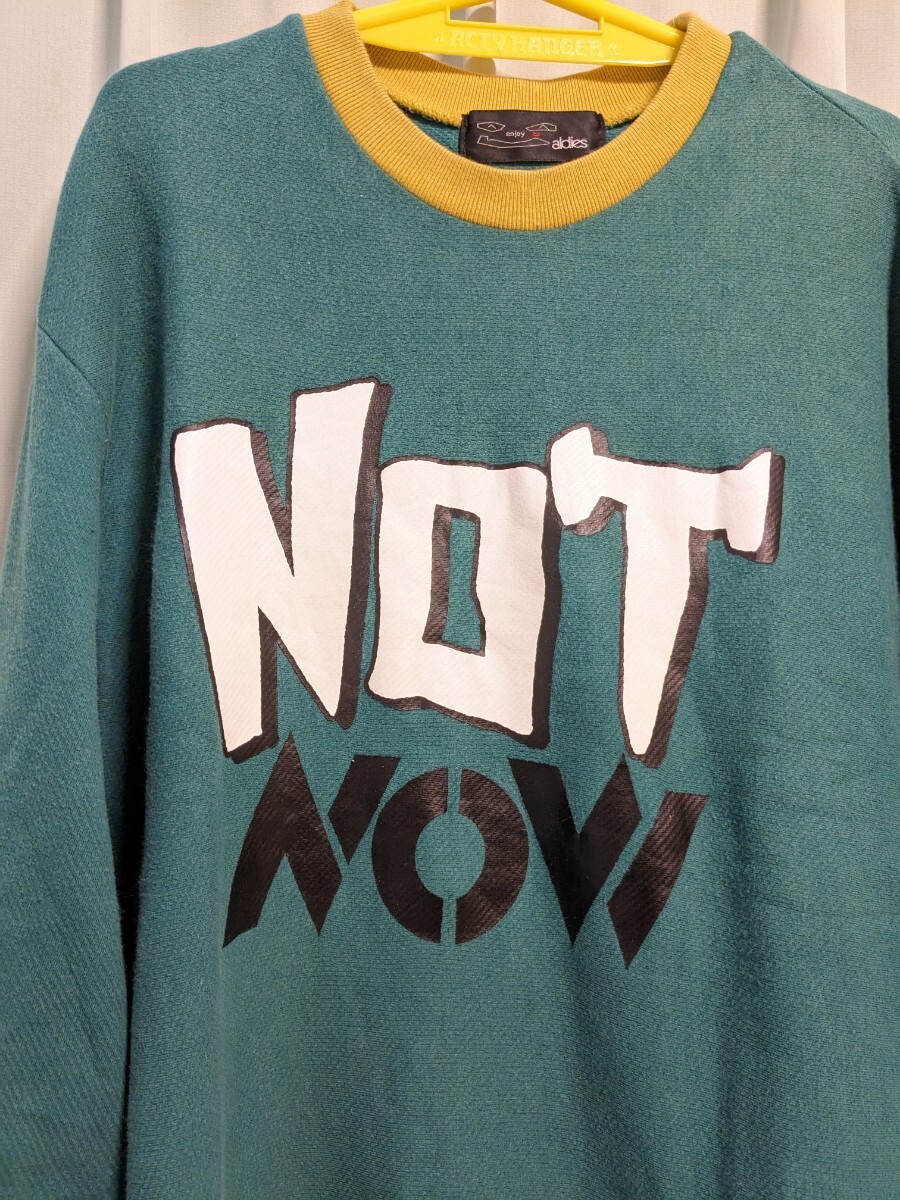 ACTY HANGER
enjoy
aldies
NOT
NOW